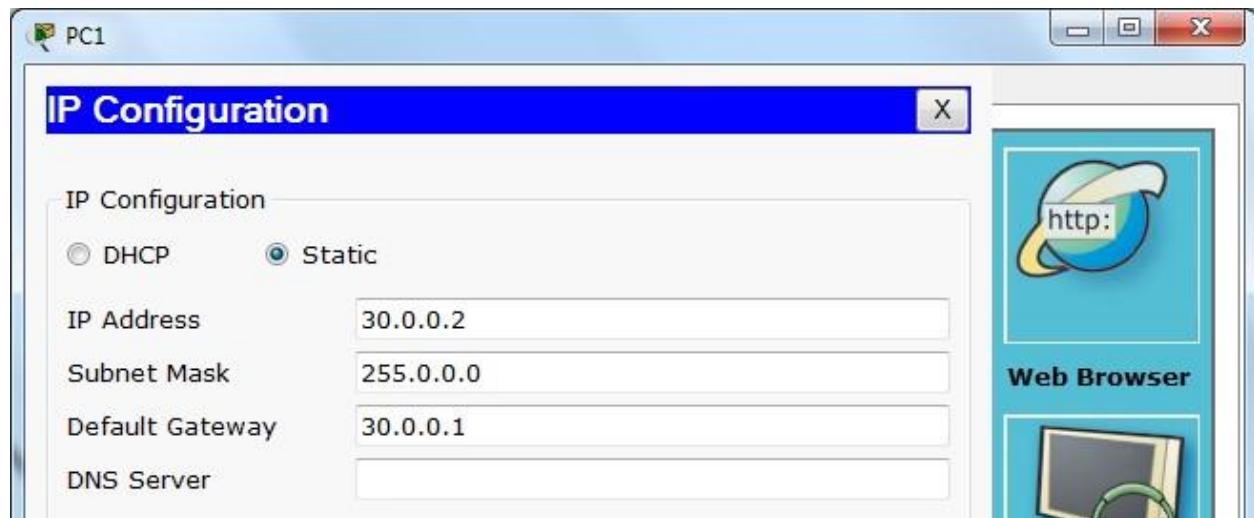 PC1
X
IP Configuration
X
IP Configuration
DHCP
Static
IP Address
30.0.0.2
Subnet Mask
255.0.0.0
Default Gateway
30.0.0.1
DNS Server
http:
Web Browser